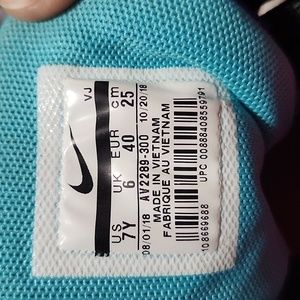 VJ
US UK EUR cm
7Y 6 40 25
08/01/18 AV2289-300 10/20/18
MADE IN VIETNAM
FABRIQUE AU VIETNAM
UPC 00888408559791